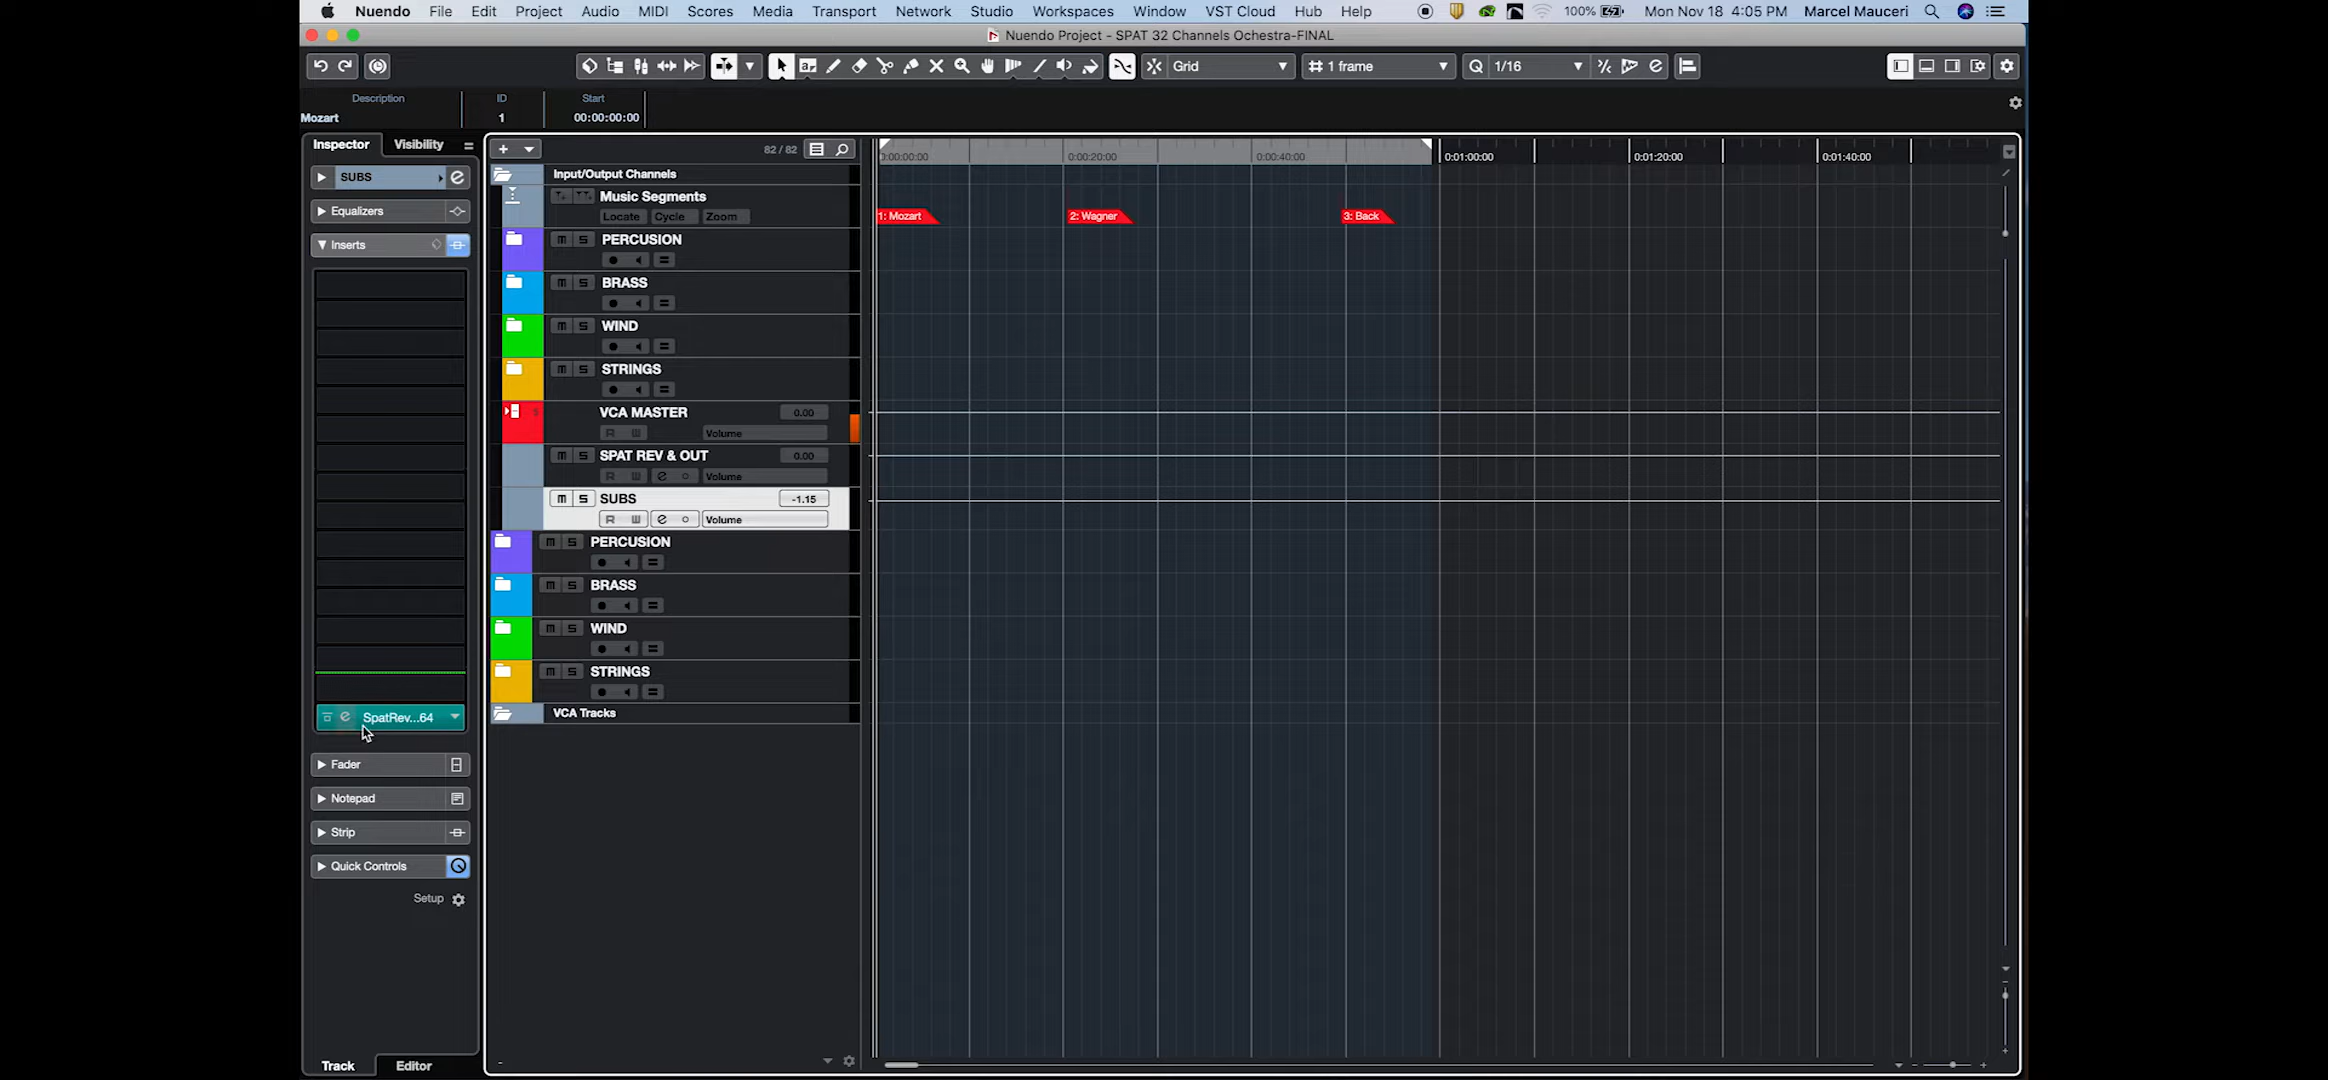 Nuendo File Edit Project Audio MIDI Scores Media Transport Network Studio Workspaces Window VST Cloud Hub Help 100% Mon Nov 18 4:05 PM Marcel Mauceri
Nuendo Project - SPAT 32 Channels Ochestra-FINAL
Grid 1 frame Q 1/16
Description ID Start
Mozart 1 00:00:00:00
Inspector Visibility 82 / 82
0:00:00:00 0:00:20:00 0:00:40:00 0:01:00:00 0:01:20:00 0:01:40:00
SUBS e
Equalizers
Inserts
SpatRev...64
Fader
Notepad
Strip
Quick Controls
Setup
Track Editor
Input/Output Channels
Music Segments
Locate Cycle Zoom
1: Mozart 2: Wagner 3: Back
m S PERCUSION
m S BRASS
m S WIND
m S STRINGS
VCA MASTER 0.00
R W Volume
m S SPAT REV & OUT 0.00
R W e Volume
m S SUBS -1.15
R W e Volume
m S PERCUSION
m S BRASS
m S WIND
m S STRINGS
VCA Tracks